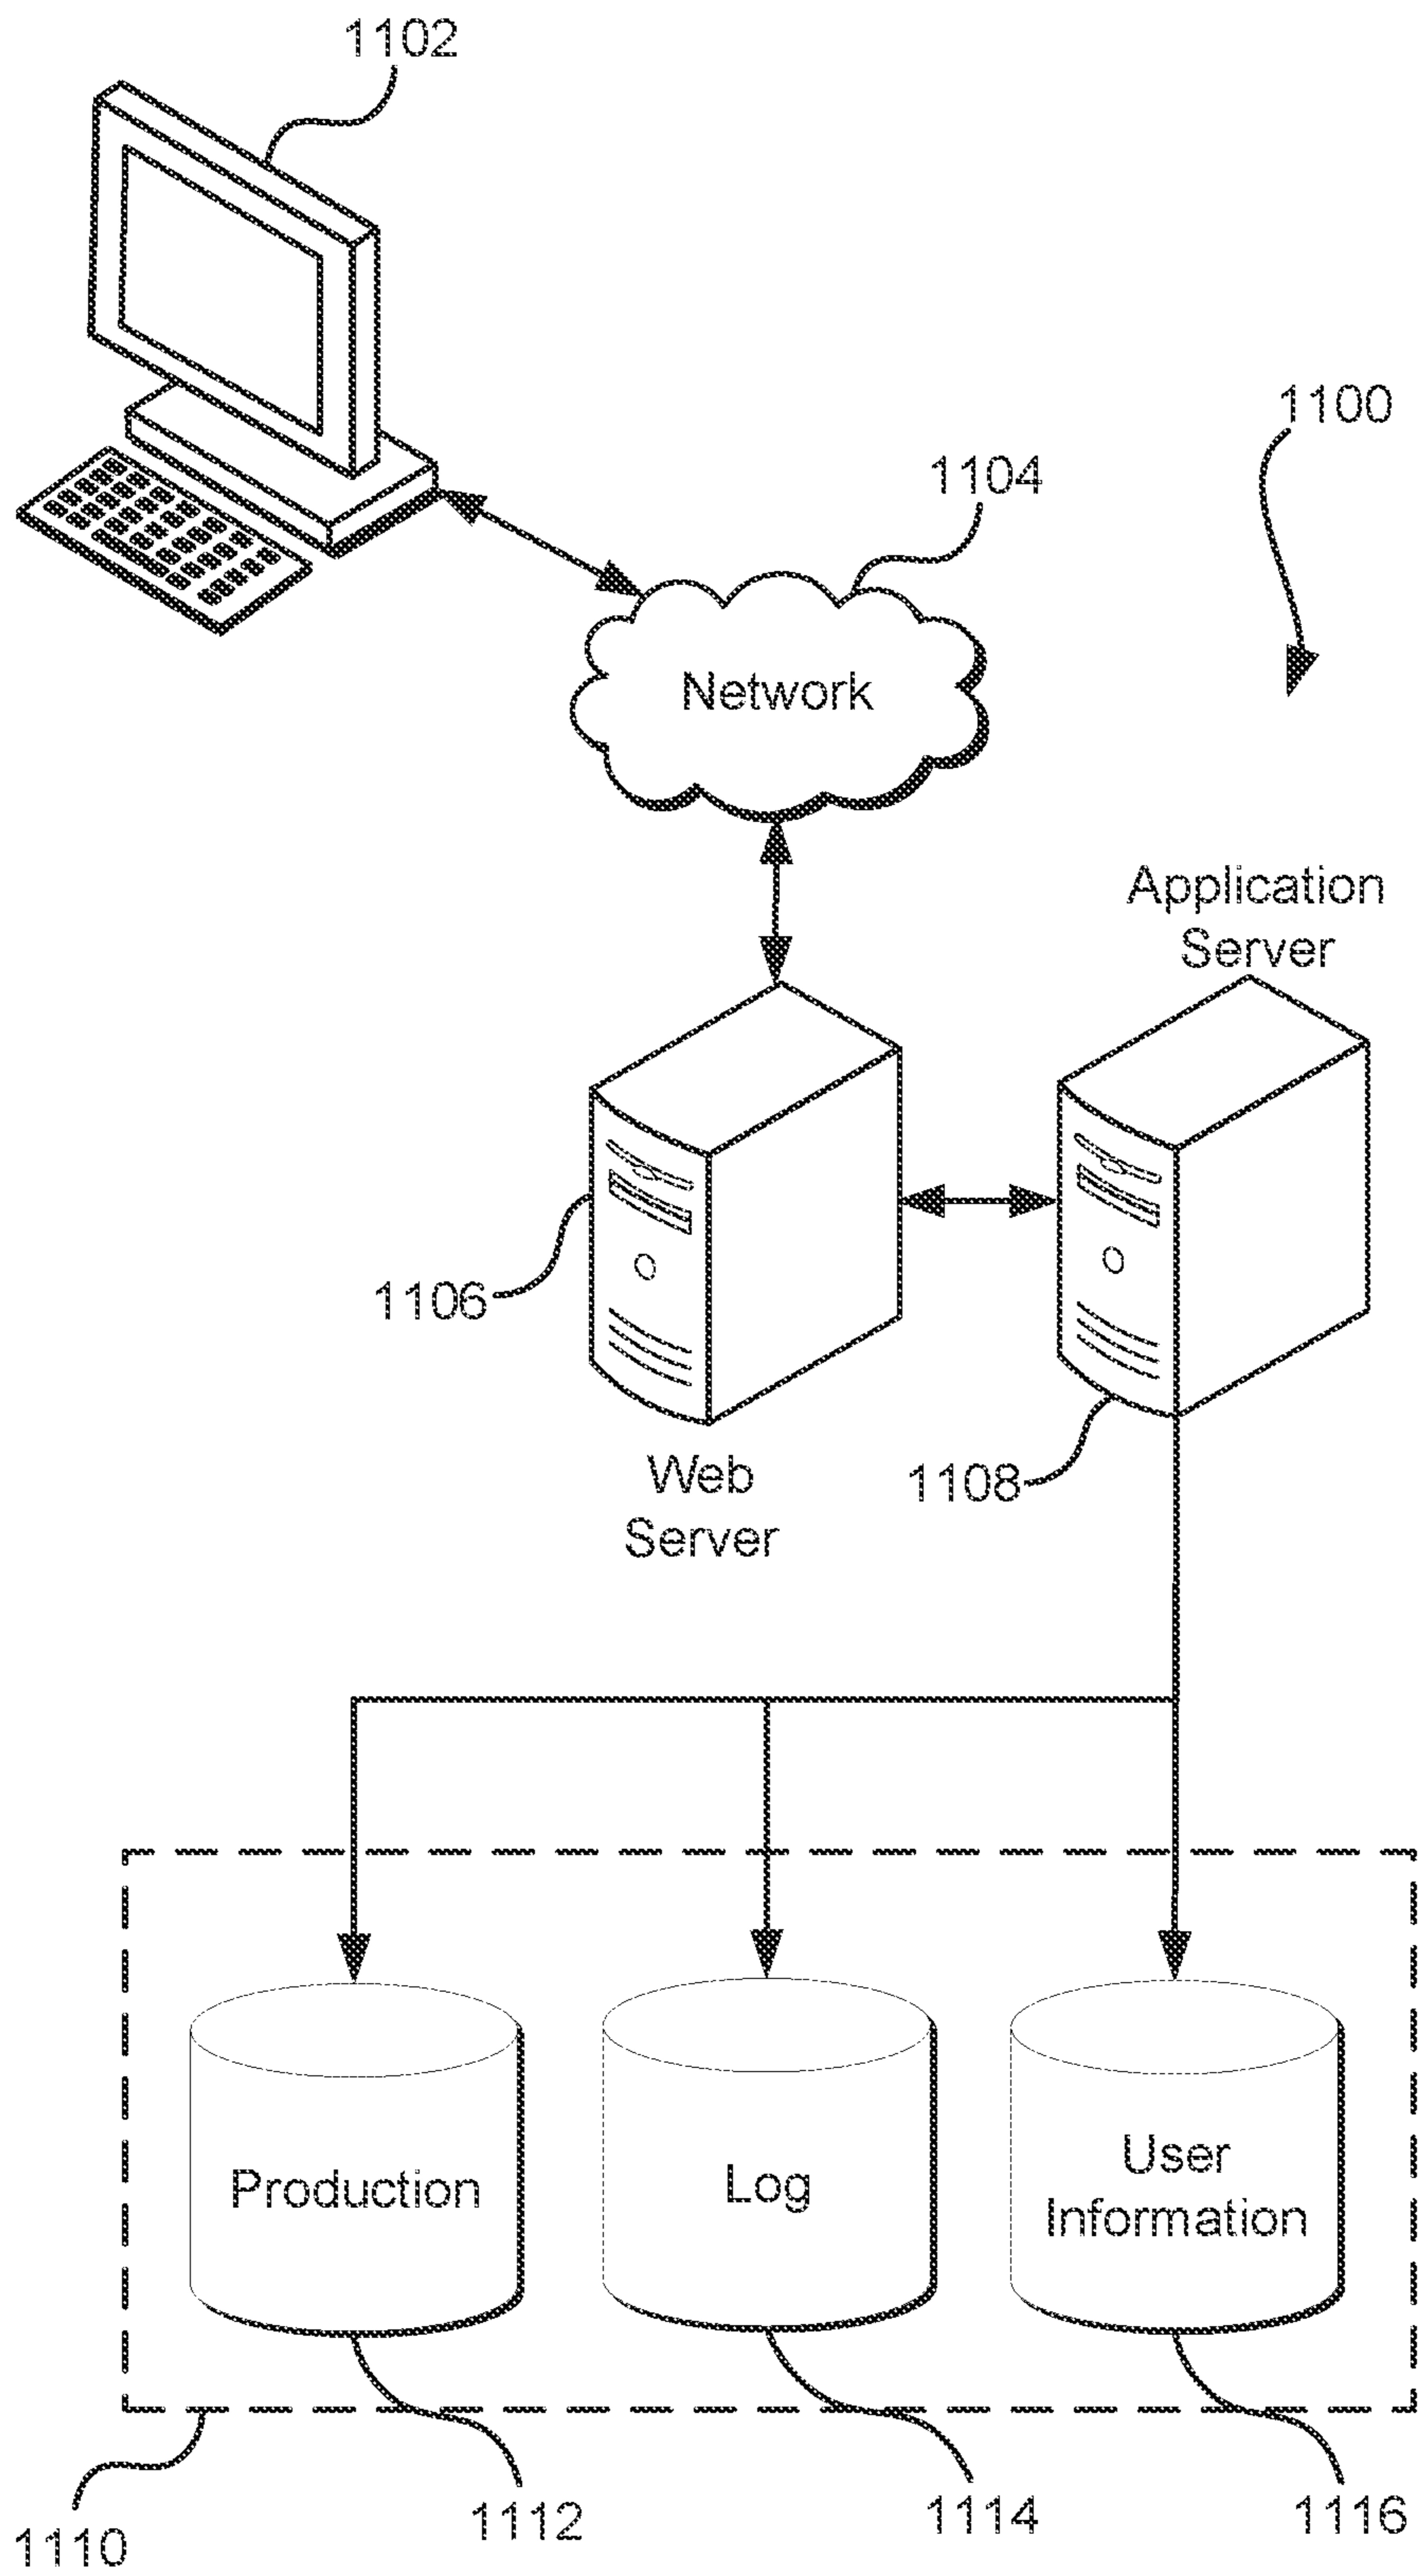 1102
1100
1104
Network
Application
Server
1106
Web
Server
1108
Production
Log
User
Information
1110
1112
1114
1116